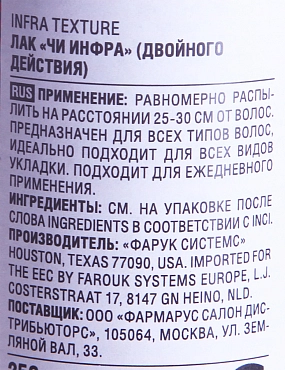 INFRA TEXTURE
ЛАК «ЧИ ИНФРА» (ДВОЙНОГО
ДЕЙСТВИЯ)
RUS ПРИМЕНЕНИЕ: РАВНОМЕРНО РАСПЫ-
ЛИТЬ НА РАССТОЯНИИ 25-30 СМ ОТ ВОЛОС.
ПРЕДНАЗНАЧЕН ДЛЯ ВСЕХ ТИПОВ ВОЛОС,
ИДЕАЛЬНО ПОДХОДИТ ДЛЯ ВСЕХ ВИДОВ
УКЛАДКИ. ПОДХОДИТ ДЛЯ ЕЖЕДНЕВНОГО
ПРИМЕНЕНИЯ.
ИНГРЕДИЕНТЫ: СМ. НА УПАКОВКЕ ПОСЛЕ
СЛОВА INGREDIENTS В СООТВЕТСТВИИ С INCI.
ПРОИЗВОДИТЕЛЬ: «ФАРУК СИСТЕМС»
HOUSTON, TEXAS 77090, USA. IMPORTED FOR
THE EEC BY FAROUK SYSTEMS EUROPE, L.J.
COSTERSTRAAT 17, 8147 GN HEINO, NLD.
ПОСТАВЩИК: ООО «ФАРМАРУС САЛОН ДИС-
ТРИБЬЮТОРС», 105064, МОСКВА, УЛ. ЗЕМ-
ЛЯНОЙ ВАЛ, 33.